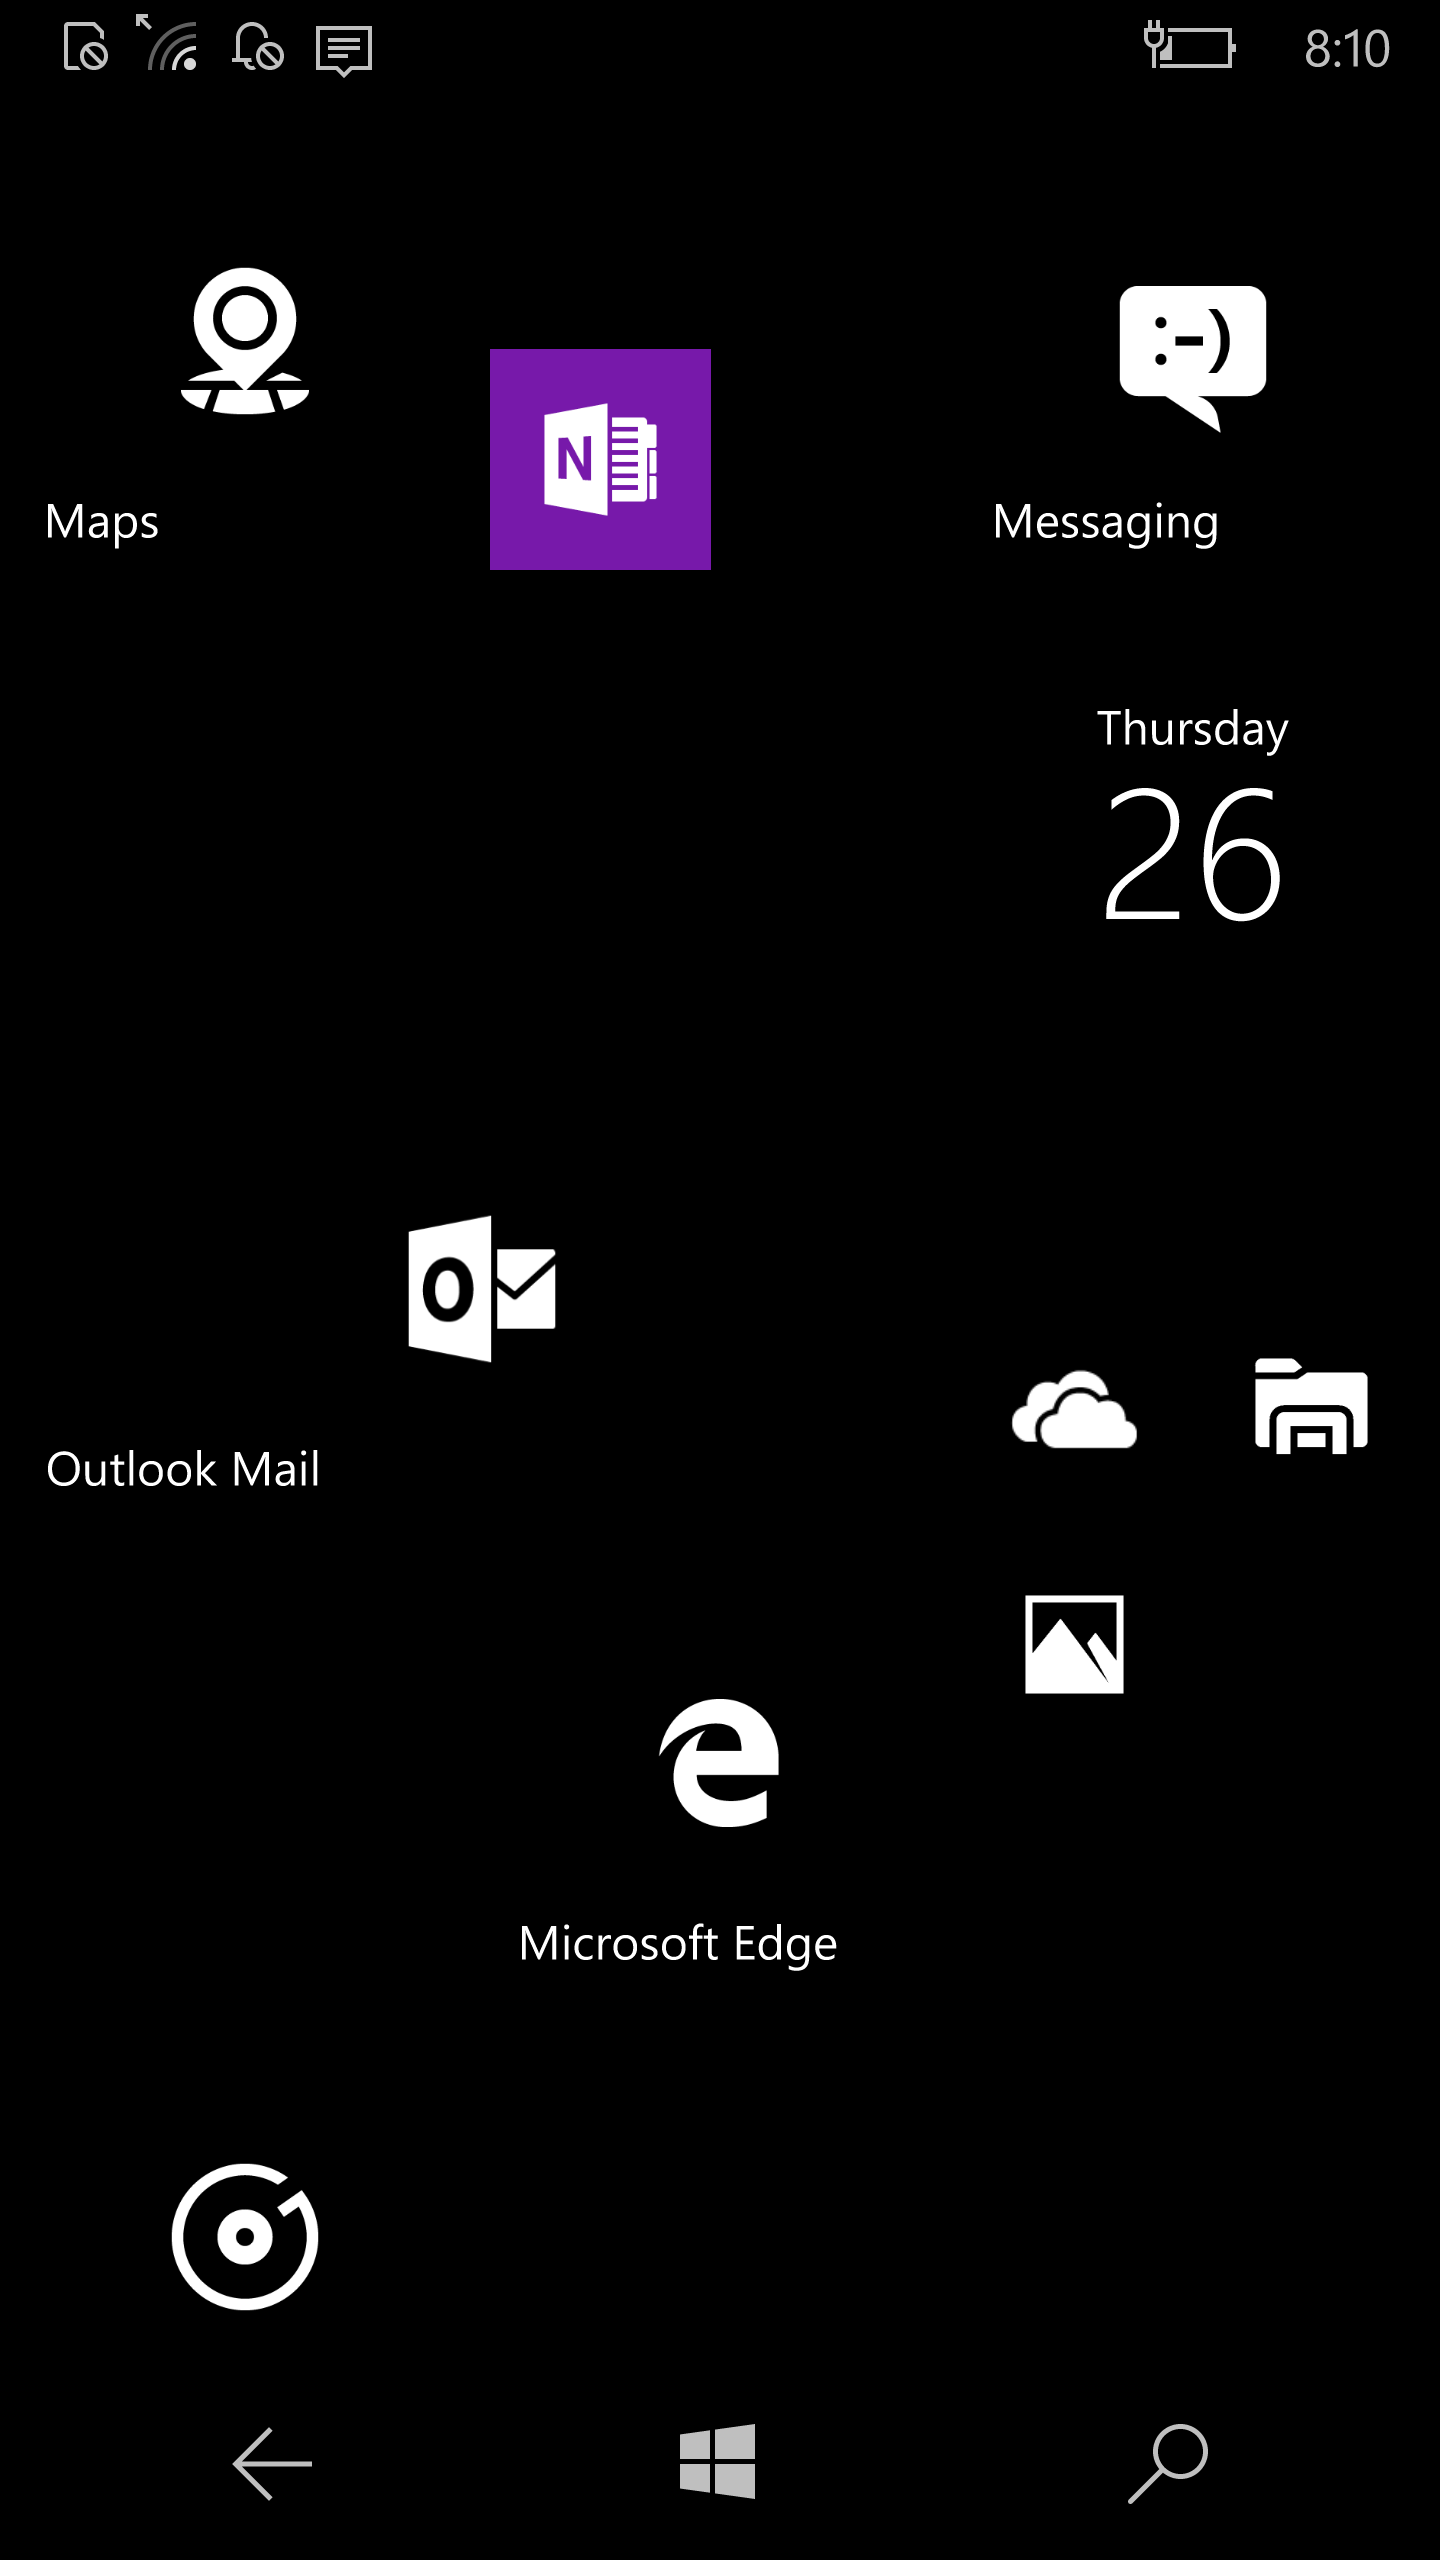 8:10
:-)
N
Maps
Messaging
Thursday
26
O
Outlook Mail
e
Microsoft Edge